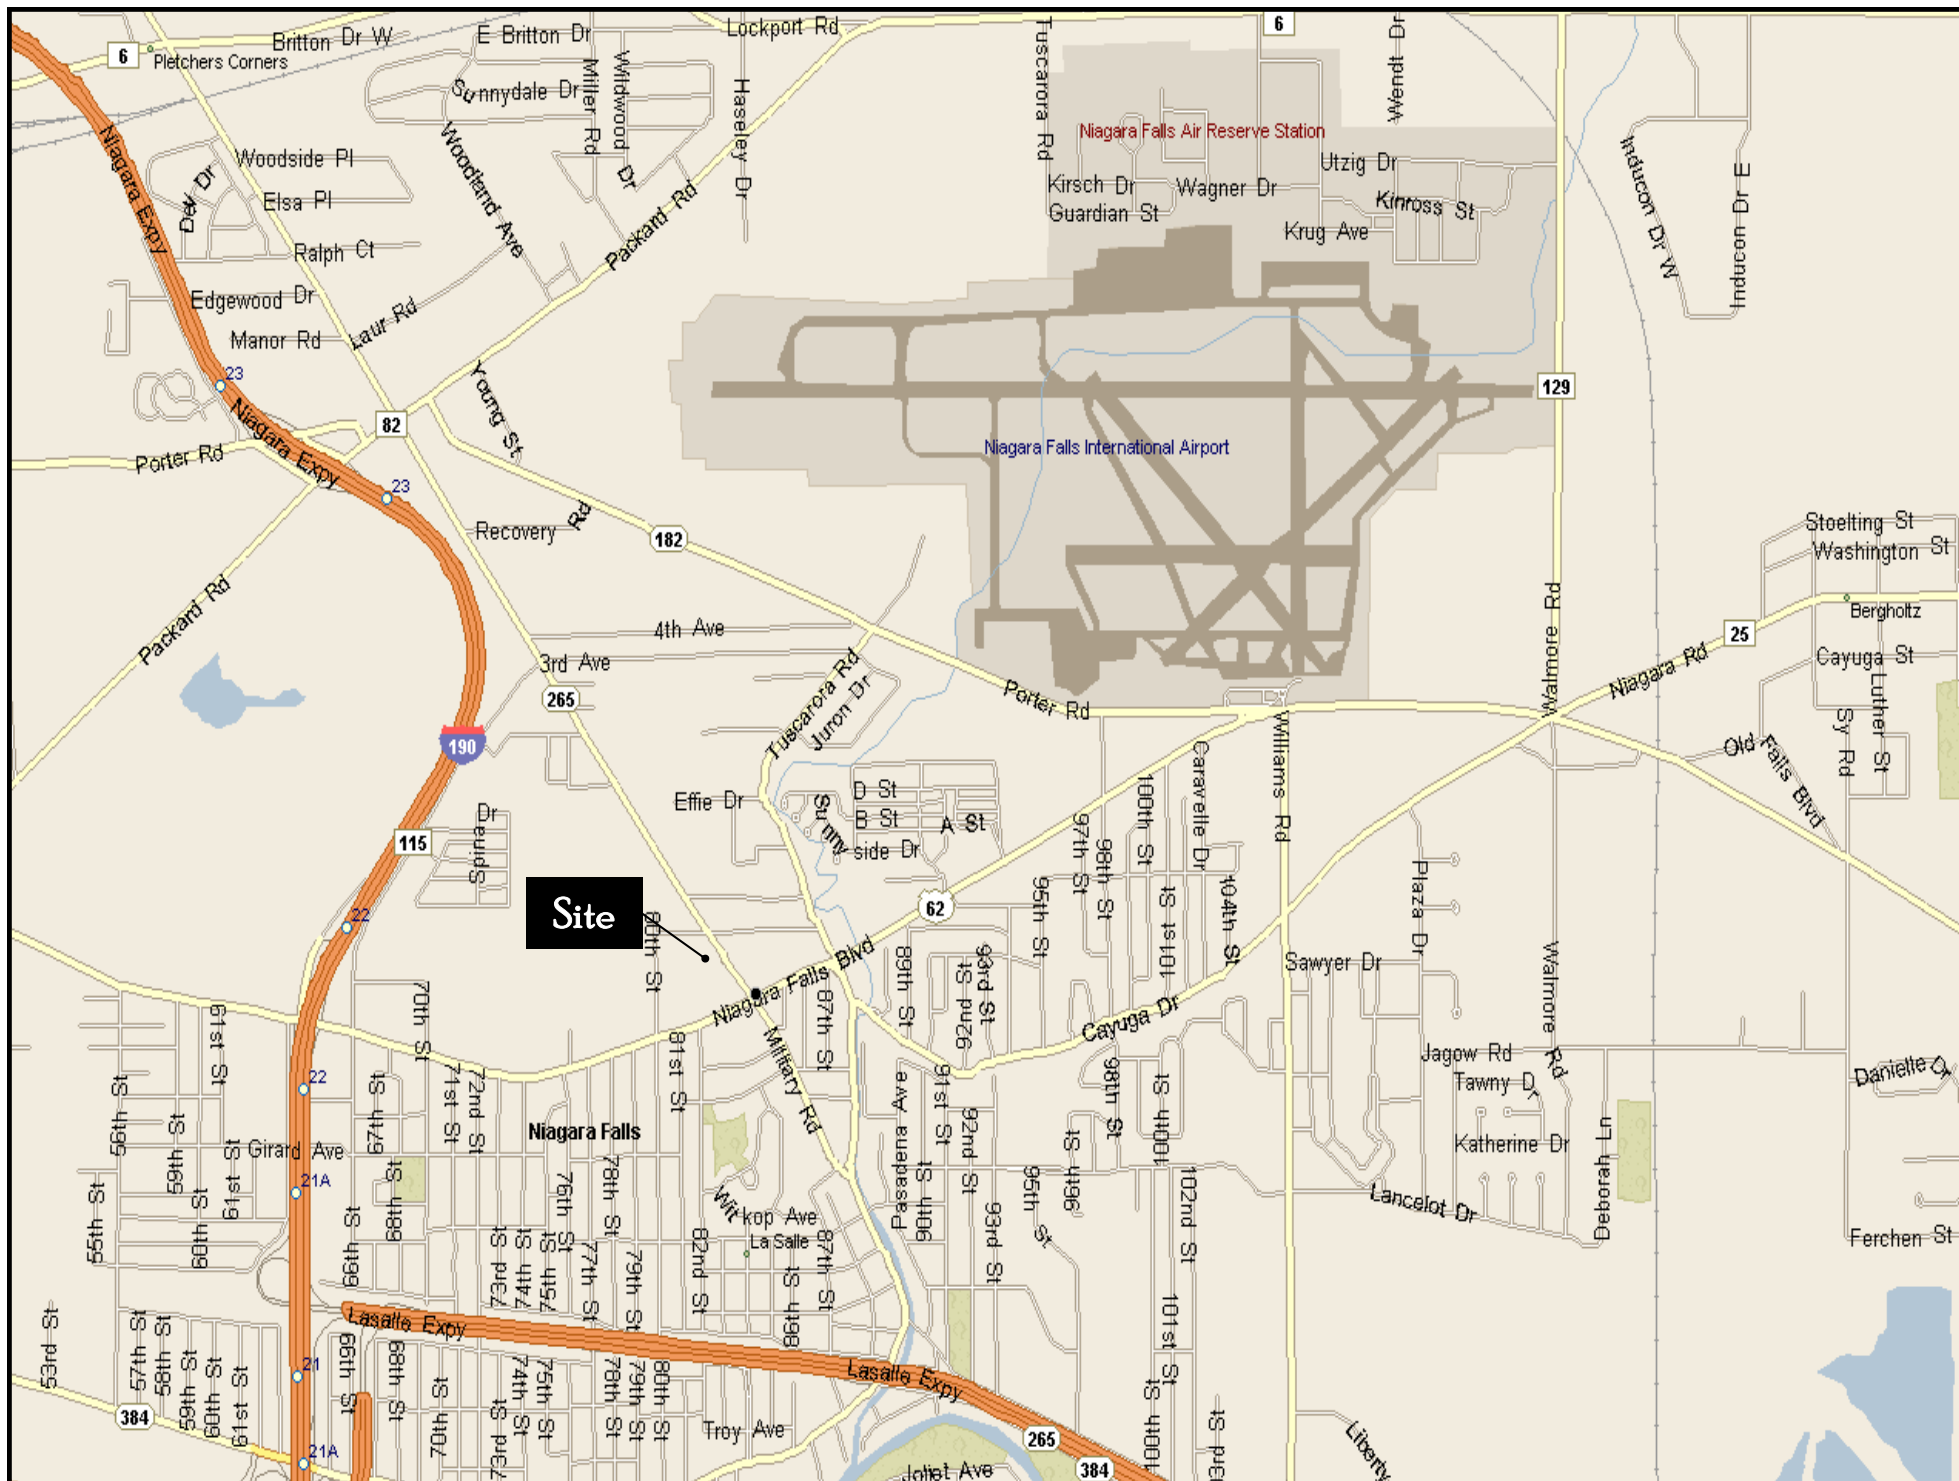 Lockport Rd
6
Britton Dr W
E Britton Dr
6
Pletchers Corners
Tuscarora Rd
Wendt Dr
Miller Rd
Wildwood Dr
Haseley Dr
Sunnydale Dr
Niagara Falls Air Reserve Station
Niagara Expy
Woodland Ave
Woodside Pl
Utzig Dr
Inducon Dr W
Inducon Dr E
Elsa Pl
Kirsch Dr
Wagner Dr
Kinross St
Guardian St
Krug Ave
Packard Rd
Ralph Ct
Edgewood Dr
Laur Rd
Manor Rd
23
Young St
129
Niagara Expy
82
Niagara Falls International Airport
Porter Rd
23
Recovery Rd
182
Stoelting St
Washington St
Packard Rd
Walmore Rd
Bergholtz
4th Ave
25
3rd Ave
Cayuga St
Niagara Rd
Tuscarora Rd
Juron Dr
265
Porter Rd
Luther St
Sy Rd
190
Williams Rd
Old Falls Blvd
Caravelle Dr
100th St
Effie Dr
D St
B St
A St
Sunny side Dr
115
Spina Dr
97th St
98th St
Plaza Dr
Site
62
95th St
101st St
104th St
22
80th St
Niagara Falls Blvd
89th St
92nd St
93rd St
Sawyer Dr
Walmore Rd
70th St
61st St
87th St
Cayuga Dr
Military Rd
81st St
Jagow Rd
22
Danielle Dr
Tawny Dr
56th St
59th St
61st St
67th St
71st St
72nd St
Pasadena Ave
91st St
92nd St
98th St
100th St
Niagara Falls
Katherine Dr
Deborah Ln
Girard Ave
96th St
21A
55th St
60th St
68th St
76th St
78th St
Witkop Ave
90th St
95th St
102nd St
Lancelot Dr
La Salle
66th St
73rd St
74th St
75th St
77th St
79th St
82nd St
86th St
87th St
93rd St
Ferchen St
Lasalle Expy
101st St
53rd St
57th St
58th St
59th St
60th St
61st St
21
66th St
68th St
70th St
73rd St
74th St
75th St
78th St
79th St
80th St
Lasalle Expy
384
Troy Ave
265
100th St
Liberty
21A
Joliet Ave
384